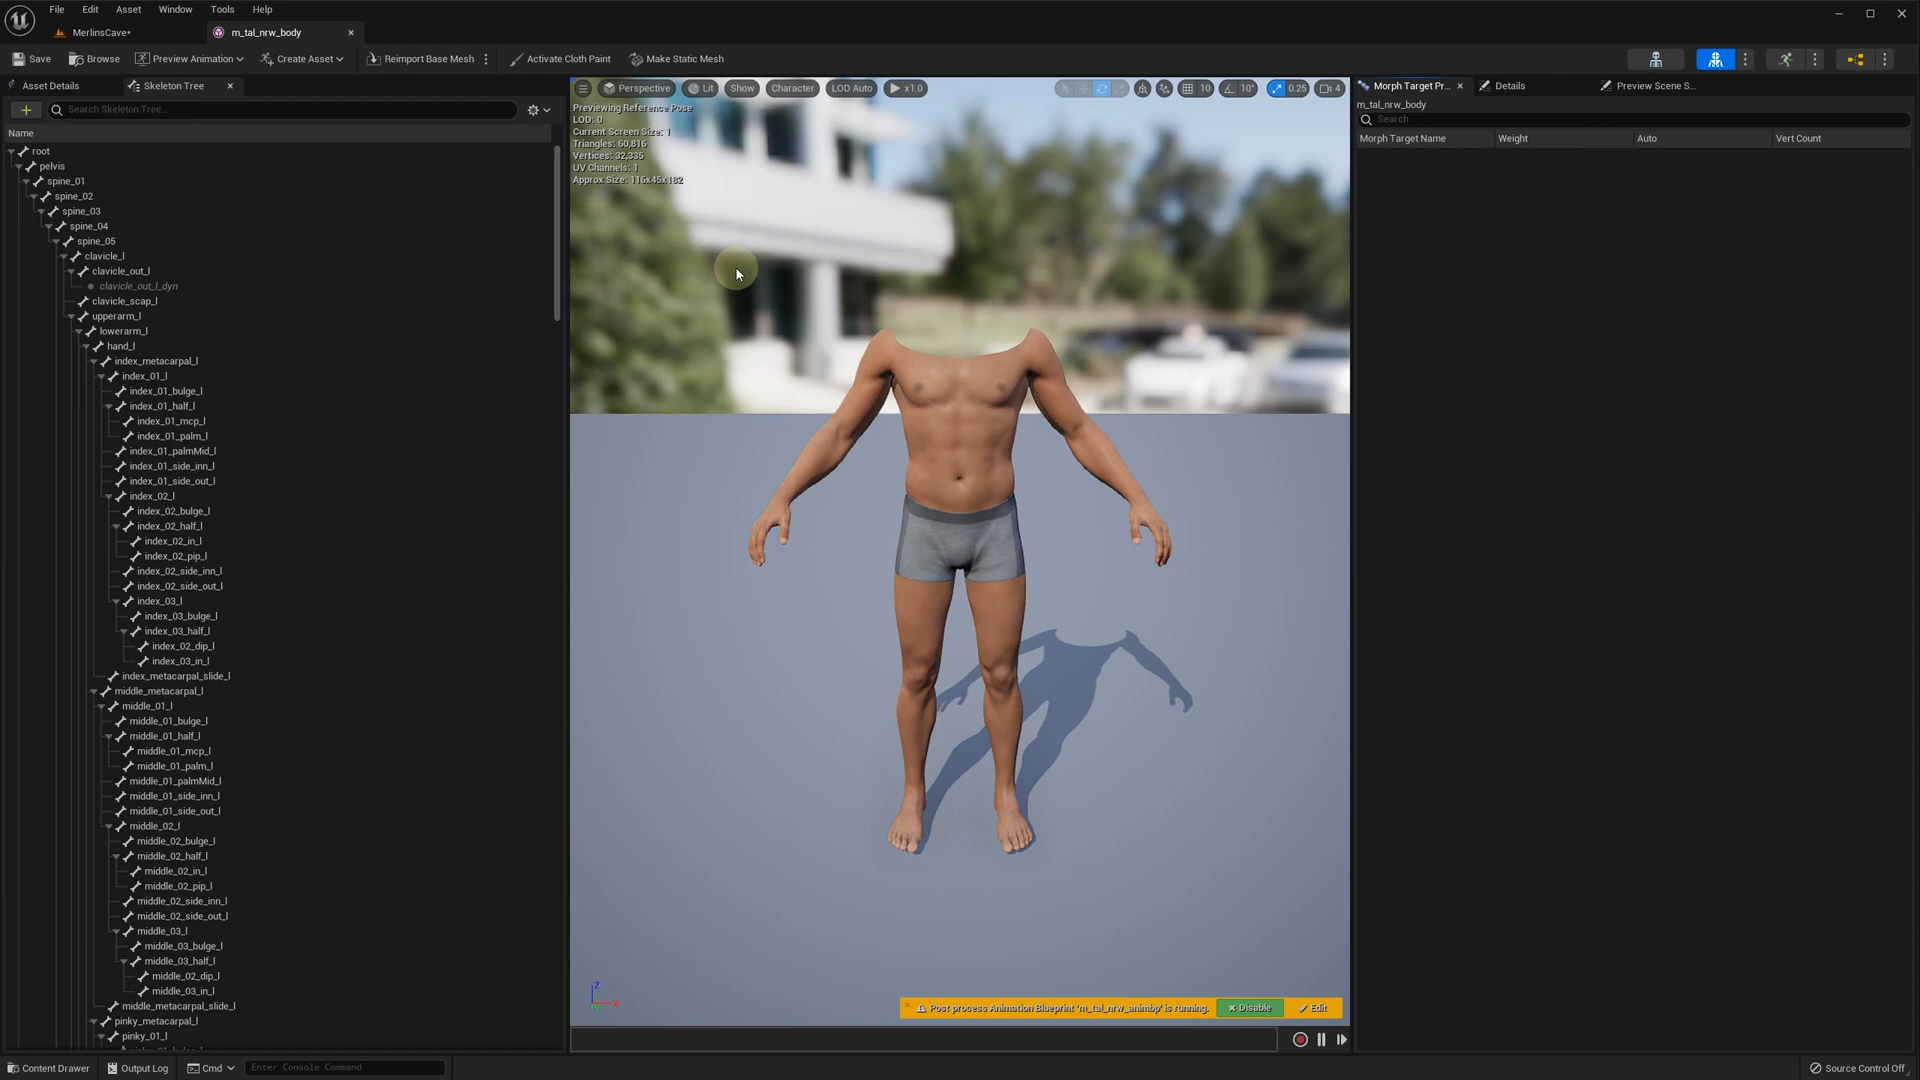 File Edit Asset Window Tools Help
MerlinsCave* m_tal_nrw_body
Save Browse Preview Animation Create Asset Reimport Base Mesh Activate Cloth Paint Make Static Mesh
Asset Details Skeleton Tree
Search Skeleton Tree...
Name
root
pelvis
spine_01
spine_02
spine_03
spine_04
spine_05
clavicle_l
clavicle_out_l
clavicle_out_l_dyn
clavicle_scap_l
upperarm_l
lowerarm_l
hand_l
index_metacarpal_l
index_01_l
index_01_bulge_l
index_01_half_l
index_01_mcp_l
index_01_palm_l
index_01_palmMid_l
index_01_side_inn_l
index_01_side_out_l
index_02_l
index_02_bulge_l
index_02_half_l
index_02_in_l
index_02_pip_l
index_02_side_inn_l
index_02_side_out_l
index_03_l
index_03_bulge_l
index_03_half_l
index_02_dip_l
index_03_in_l
index_metacarpal_slide_l
middle_metacarpal_l
middle_01_l
middle_01_bulge_l
middle_01_half_l
middle_01_mcp_l
middle_01_palm_l
middle_01_palmMid_l
middle_01_side_inn_l
middle_01_side_out_l
middle_02_l
middle_02_bulge_l
middle_02_half_l
middle_02_in_l
middle_02_pip_l
middle_02_side_inn_l
middle_02_side_out_l
middle_03_l
middle_03_bulge_l
middle_03_half_l
middle_02_dip_l
middle_03_in_l
middle_metacarpal_slide_l
pinky_metacarpal_l
pinky_01_l
Perspective Lit Show Character LOD Auto x1.0 10 10° 0.25 4
Previewing Reference Pose
LOD: 0
Current Screen Size: 1
Triangles: 60,816
Vertices: 32,335
UV Channels: 1
Approx Size: 116x45x182
Z
X
Post process Animation Blueprint 'm_tal_nrw_animbp' is running. Disable Edit
Morph Target Pr... Details Preview Scene S...
m_tal_nrw_body
Search
Morph Target Name Weight Auto Vert Count
Content Drawer Output Log Cmd Enter Console Command Source Control Off